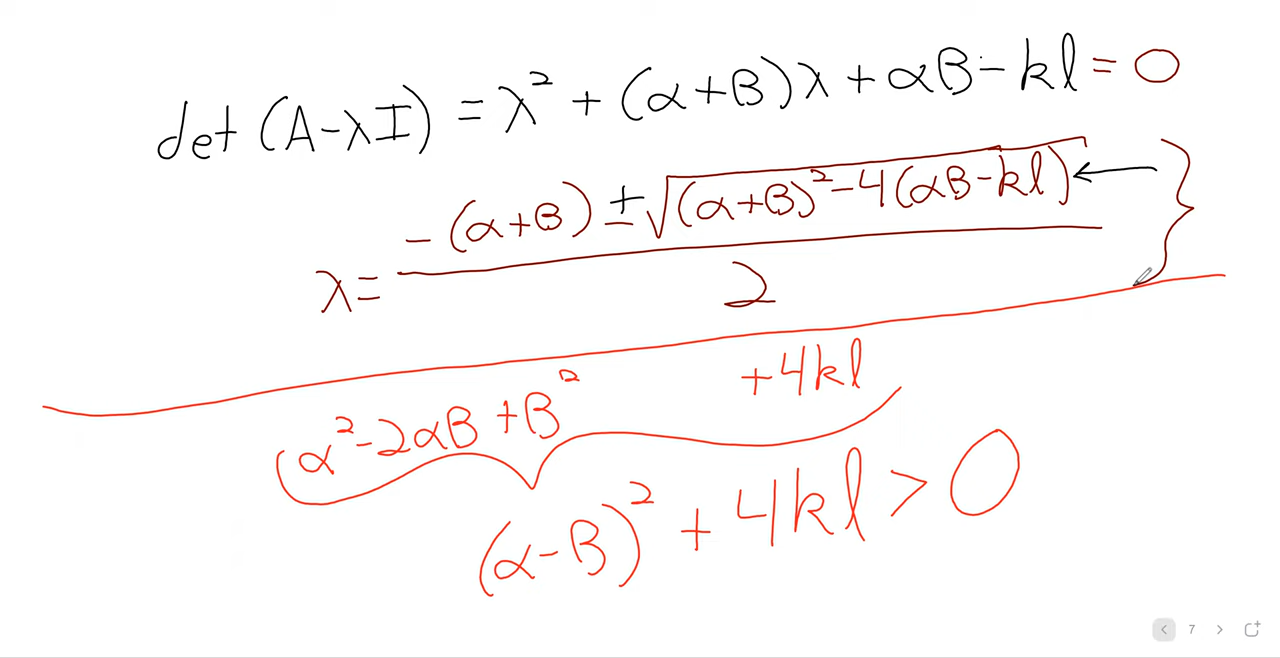 det (A-λI) = λ² + (α+β)λ + αβ - kl = 0
-(α+β) ± √((α+β)² - 4(αβ-kl))
λ =
2
+4kl
α² - 2αβ + β²
(α-β)² + 4kl > 0
7